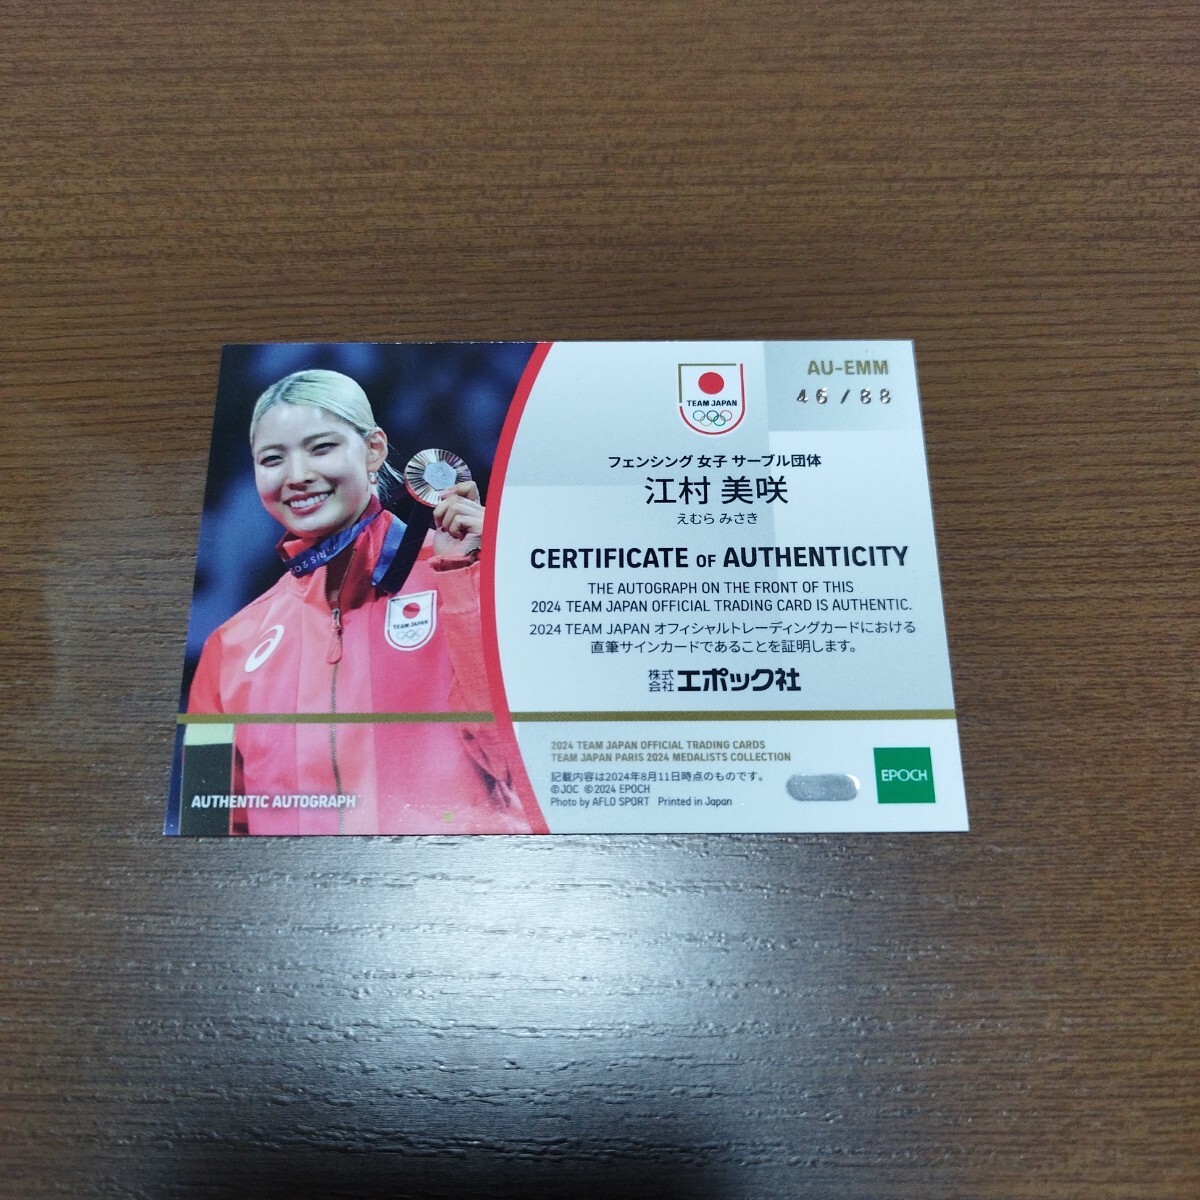 AU-EMM
46/88
TEAM JAPAN
フェンシング 女子 サーブル団体
江村 美咲
えむら みさき
CERTIFICATE OF AUTHENTICITY
THE AUTOGRAPH ON THE FRONT OF THIS
2024 TEAM JAPAN OFFICIAL TRADING CARD IS AUTHENTIC.
2024 TEAM JAPAN オフィシャルトレーディングカードにおける
直筆サインカードであることを証明します。
株式会社 エポック社
TEAM JAPAN
AUTHENTIC AUTOGRAPH
2024 TEAM JAPAN OFFICIAL TRADING CARDS
TEAM JAPAN PARIS 2024 MEDALISTS COLLECTION
記載内容は2024年8月11日時点のものです。
©JOC ©2024 EPOCH
Photo by AFLO SPORT Printed in Japan
EPOCH